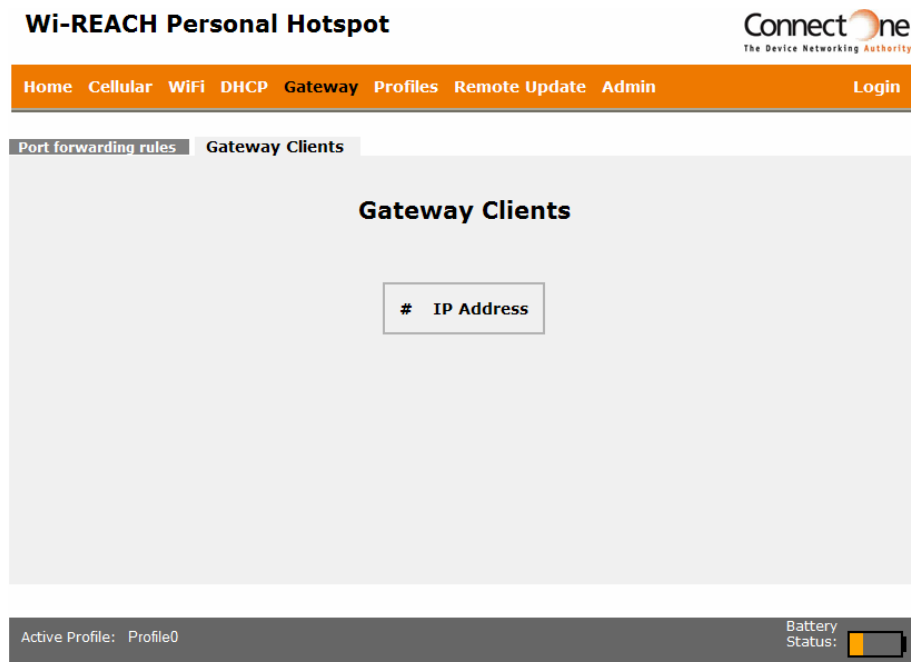 Wi-REACH Personal Hotspot
Connect One
The Device Networking Authority
Home Cellular WiFi DHCP Gateway Profiles Remote Update Admin Login
Port forwarding rules Gateway Clients
Gateway Clients
# IP Address
Active Profile: Profile0
Battery
Status: